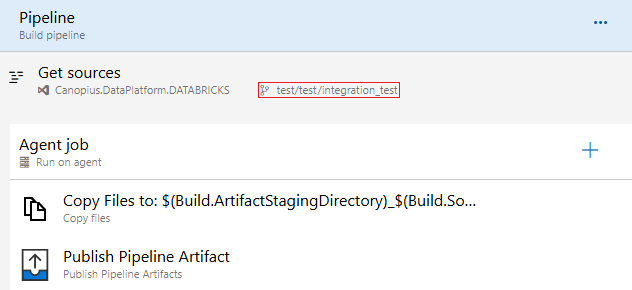 Pipeline
Build pipeline
Get sources
Canopius.DataPlatform.DATABRICKS test/test/integration_test
Agent job
Run on agent
Copy Files to: $(Build.ArtifactStagingDirectory)_$(Build.So...
Copy files
Publish Pipeline Artifact
Publish Pipeline Artifacts